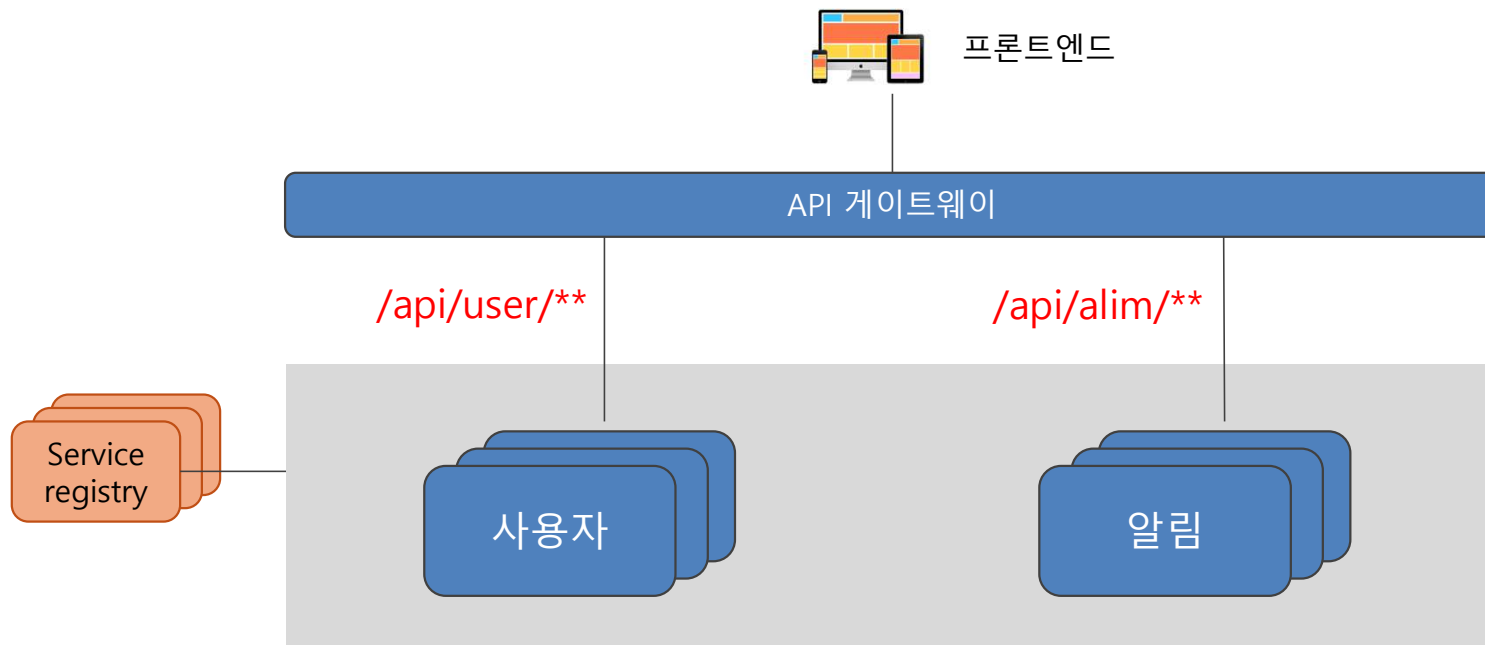 프론트엔드
API 게이트웨이
/api/user/**
/api/alim/**
Service
registry
사용자
알림